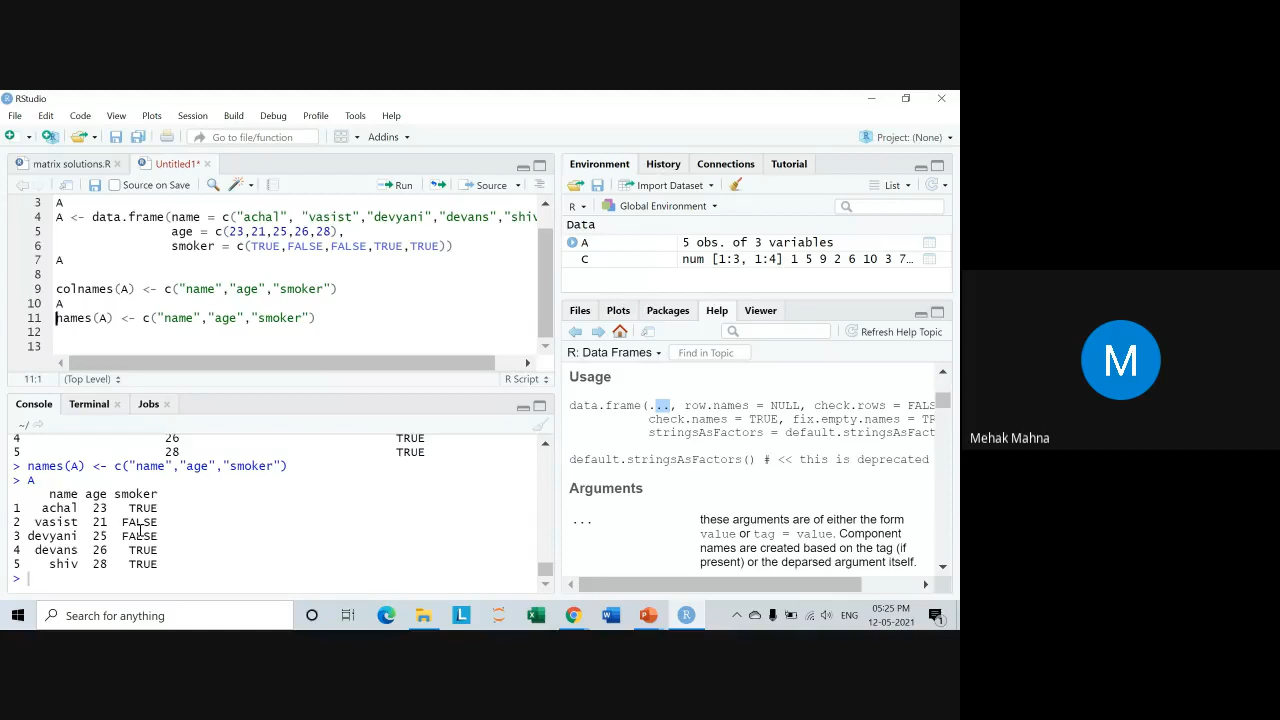 RStudio
File Edit Code View Plots Session Build Debug Profile Tools Help
Go to file/function Addins Project: (None)
matrix solutions.R Untitled1*
Source on Save Run Source
3 A
4 A <- data.frame(name = c("achal", "vasist","devyani","devans","shiv
5 age = c(23,21,25,26,28),
6 smoker = c(TRUE,FALSE,FALSE,TRUE,TRUE))
7 A
8
9 colnames(A) <- c("name","age","smoker")
10 A
11 names(A) <- c("name","age","smoker")
12
13
11:1 (Top Level) R Script
Console Terminal Jobs
~/
4 26 TRUE
5 28 TRUE
> names(A) <- c("name","age","smoker")
> A
name age smoker
1 achal 23 TRUE
2 vasist 21 FALSE
3 devyani 25 FALSE
4 devans 26 TRUE
5 shiv 28 TRUE
>
Environment History Connections Tutorial
Import Dataset List
R Global Environment
Data
A 5 obs. of 3 variables
C num [1:3, 1:4] 1 5 9 2 6 10 3 7…
Files Plots Packages Help Viewer
Refresh Help Topic
R: Data Frames Find in Topic
Usage
data.frame(..., row.names = NULL, check.rows = FALS
check.names = TRUE, fix.empty.names = TR
stringsAsFactors = default.stringsAsFact
default.stringsAsFactors() # << this is deprecated
Arguments
... these arguments are of either the form
value or tag = value. Component
names are created based on the tag (if
present) or the deparsed argument itself.
Search for anything
ENG
05:25 PM
12-05-2021
1
M
Mehak Mahna